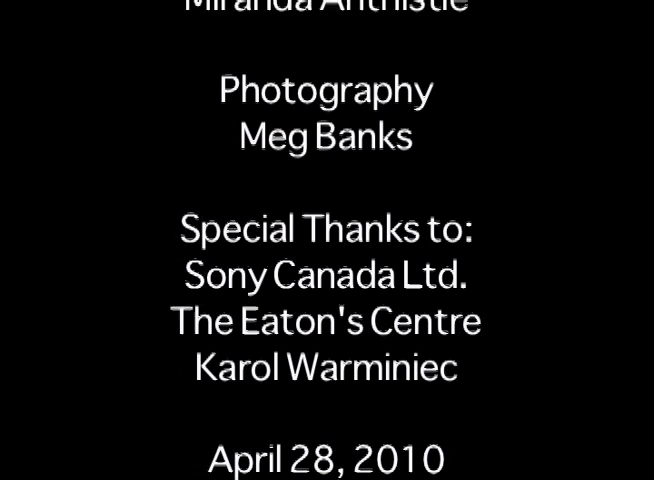 Photography
Meg Banks
Special Thanks to:
Sony Canada Ltd.
The Eaton's Centre
Karol Warminiec
April 28, 2010